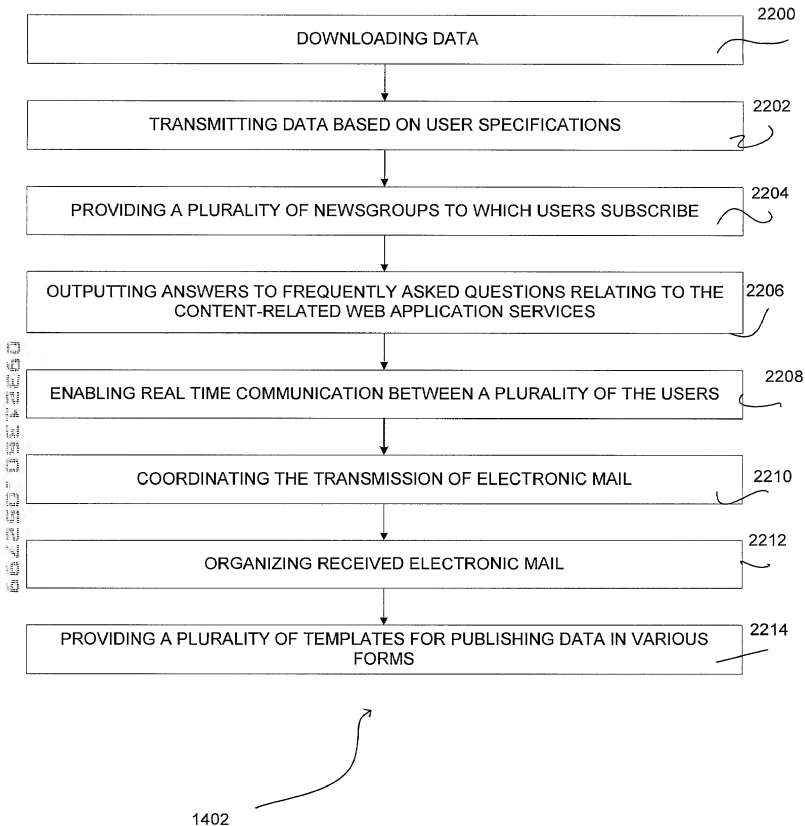 2200
DOWNLOADING DATA
2202
TRANSMITTING DATA BASED ON USER SPECIFICATIONS
2204
PROVIDING A PLURALITY OF NEWSGROUPS TO WHICH USERS SUBSCRIBE
2206
OUTPUTTING ANSWERS TO FREQUENTLY ASKED QUESTIONS RELATING TO THE
CONTENT-RELATED WEB APPLICATION SERVICES
2208
ENABLING REAL TIME COMMUNICATION BETWEEN A PLURALITY OF THE USERS
2210
COORDINATING THE TRANSMISSION OF ELECTRONIC MAIL
2212
ORGANIZING RECEIVED ELECTRONIC MAIL
2214
PROVIDING A PLURALITY OF TEMPLATES FOR PUBLISHING DATA IN VARIOUS
FORMS
1402